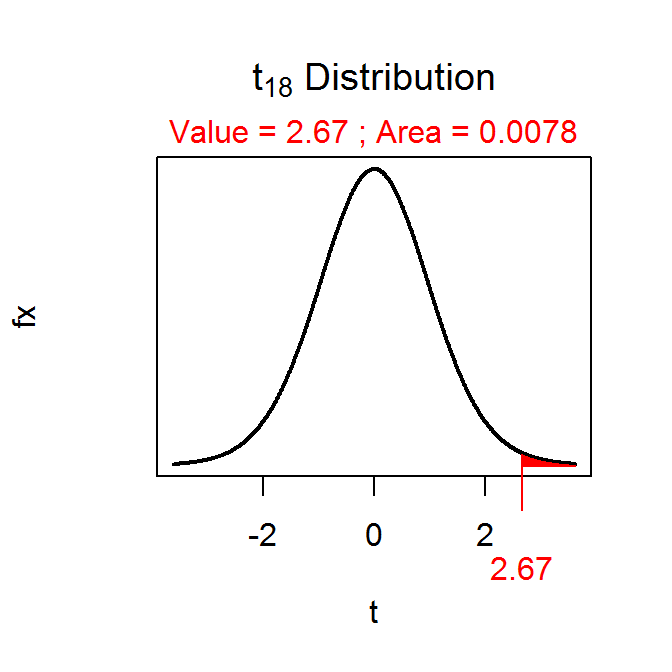 t18 Distribution
Value = 2.67 ; Area = 0.0078
fx
-2 0 2
2.67
t